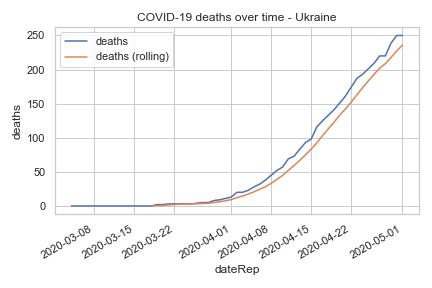 COVID-19 deaths over time - Ukraine
deaths
deaths (rolling)
250
200
150
100
50
0
deaths
2020-03-08
2020-03-15
2020-03-22
2020-04-01
2020-04-08
2020-04-15
2020-04-22
2020-05-01
dateRep